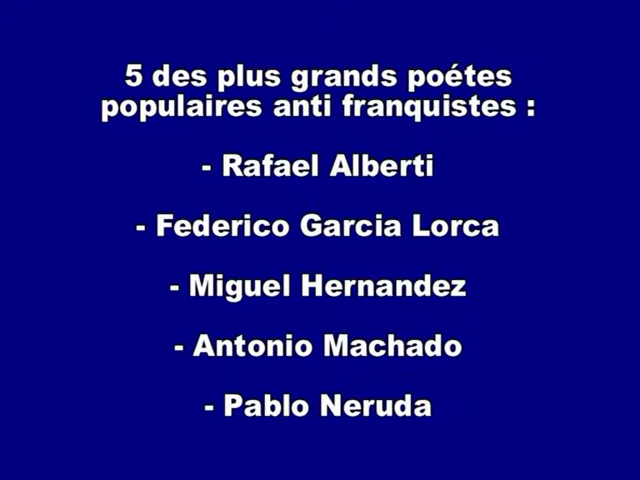 5 des plus grands poétes
populaires anti franquistes :
- Rafael Alberti
- Federico Garcia Lorca
- Miguel Hernandez
- Antonio Machado
- Pablo Neruda